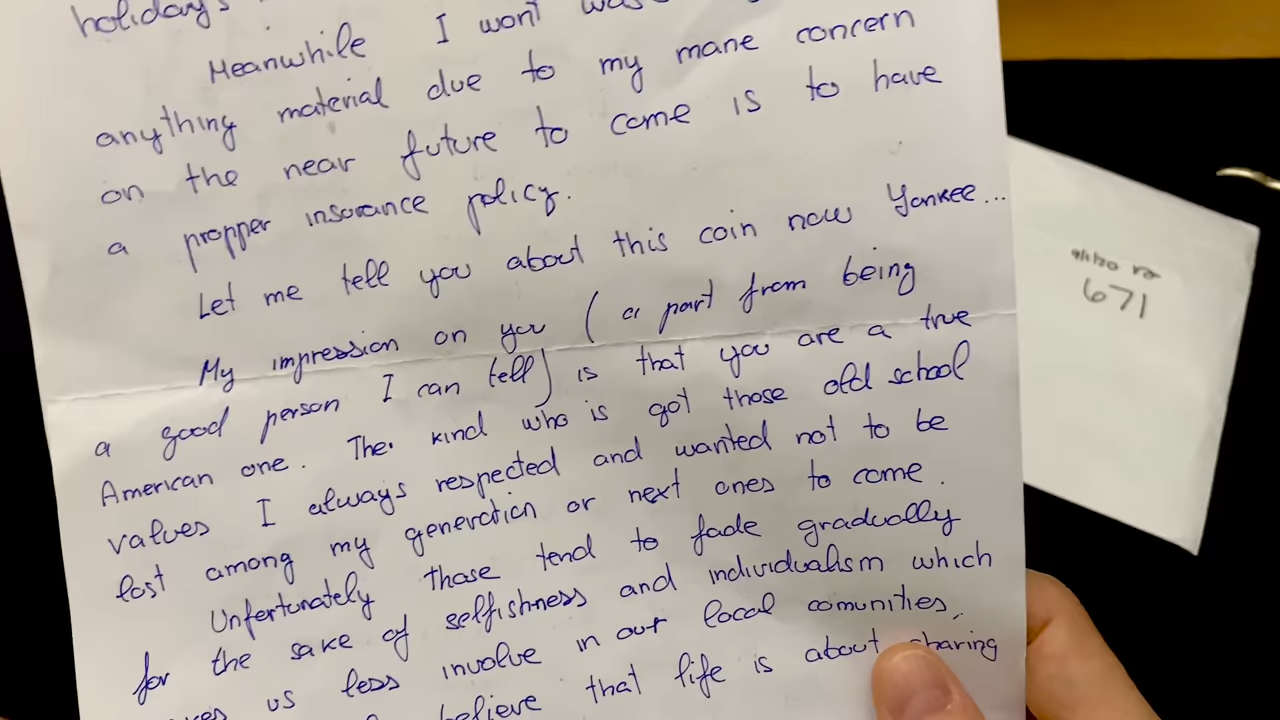 holidays
Meanwhile I won't
anything material due to my mane concern
on the near future to come is to have
a propper insurance policy.
Let me tell you about this coin now Yankee...
My impression on you ( a part from being
a good person I can tell) is that you are a true
American one. The kind who is got those old school
values I always respected and wanted not to be
lost among my generation or next ones to come.
Unfortunately those tend to fade gradually
for the sake of selfishness and individualism which
us less involve in our local comunities.
believe that life is about sharing
671